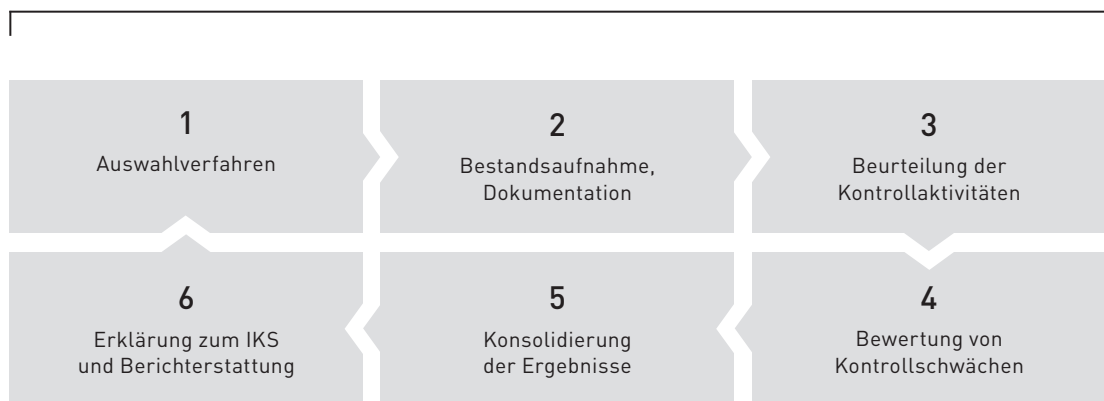 1
Auswahlverfahren
2
Bestandsaufnahme,
Dokumentation
3
Beurteilung der
Kontrollaktivitäten
4
Bewertung von
Kontrollschwächen
5
Konsolidierung
der Ergebnisse
6
Erklärung zum IKS
und Berichterstattung